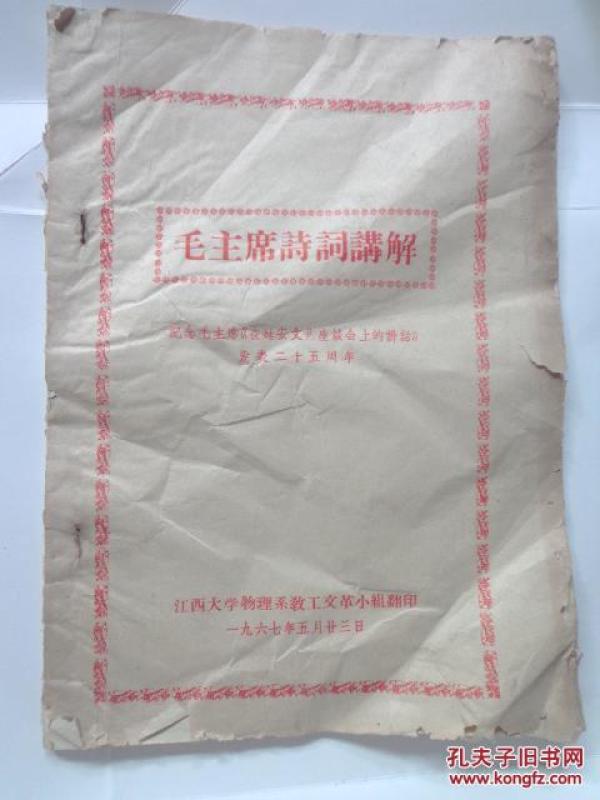 毛主席詩詞講解
紀念毛主席《在延安文艺座談会上的讲話》
发表二十五周年
江西大学物理系教工文革小組翻印
一九六七年五月廿三日
孔夫子旧书网
www.kongfz.com